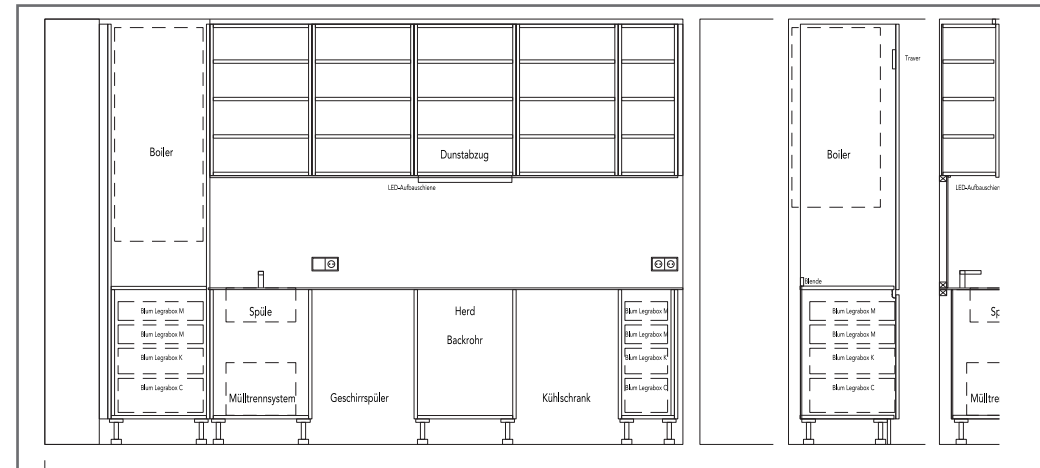 Boiler
Dunstabzug
LED-Aufbauschiene
Blum Legrabox M
Blum Legrabox M
Blum Legrabox K
Blum Legrabox C
Spüle
Mülltrennsystem
Geschirrspüler
Herd
Backrohr
Kühlschrank
Blum Legrabox M
Blum Legrabox M
Blum Legrabox K
Blum Legrabox C
Traver
Boiler
Blende
Blum Legrabox M
Blum Legrabox M
Blum Legrabox K
Blum Legrabox C
LED-Aufbauschien
Sp
Mülltre